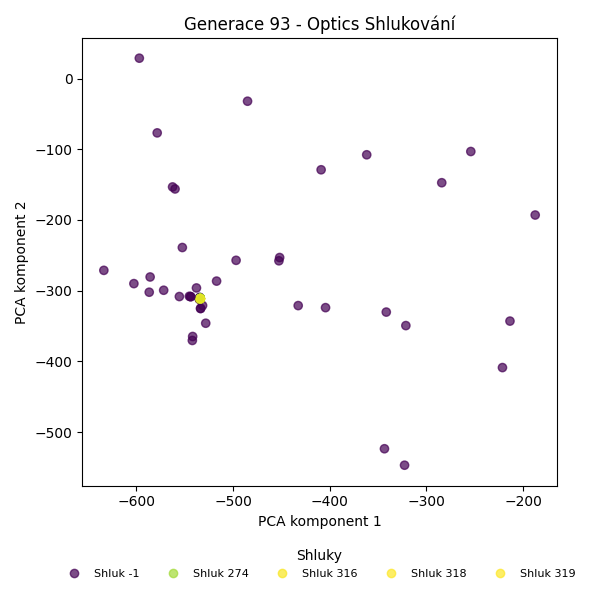 Generace 93 - Optics Shlukování
PCA komponent 2
0
−100
−200
−300
−400
−500
−600 −500 −400 −300 −200
PCA komponent 1
Shluky
Shluk -1 Shluk 274 Shluk 316 Shluk 318 Shluk 319